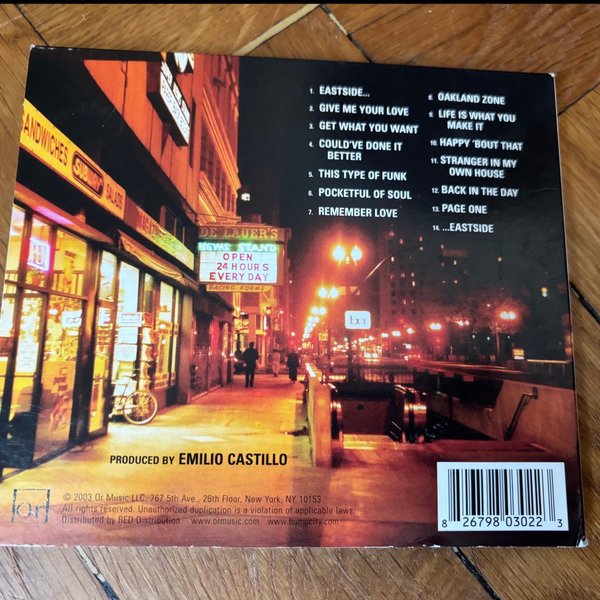 1. EASTSIDE...
2. GIVE ME YOUR LOVE
3. GET WHAT YOU WANT
4. COULD'VE DONE IT
BETTER
5. THIS TYPE OF FUNK
6. POCKETFUL OF SOUL
7. REMEMBER LOVE
8. OAKLAND ZONE
9. LIFE IS WHAT YOU
MAKE IT
10. HAPPY 'BOUT THAT
11. STRANGER IN MY
OWN HOUSE
12. BACK IN THE DAY
13. PAGE ONE
14. ...EASTSIDE
SANDWICHES SUBWAY SALADS
DE LAUER'S
NEWS STAND
OPEN
24 HOURS
EVERY DAY
RACING FORMS
ba
PRODUCED BY EMILIO CASTILLO
Or
© 2003 Or Music LLC. 767 5th Ave., 26th Floor, New York, NY 10153
All rights reserved. Unauthorized duplication is a violation of applicable laws.
Distributed by RED Distribution. www.ormusic.com www.bumpcity.com
8 26798 03022 3